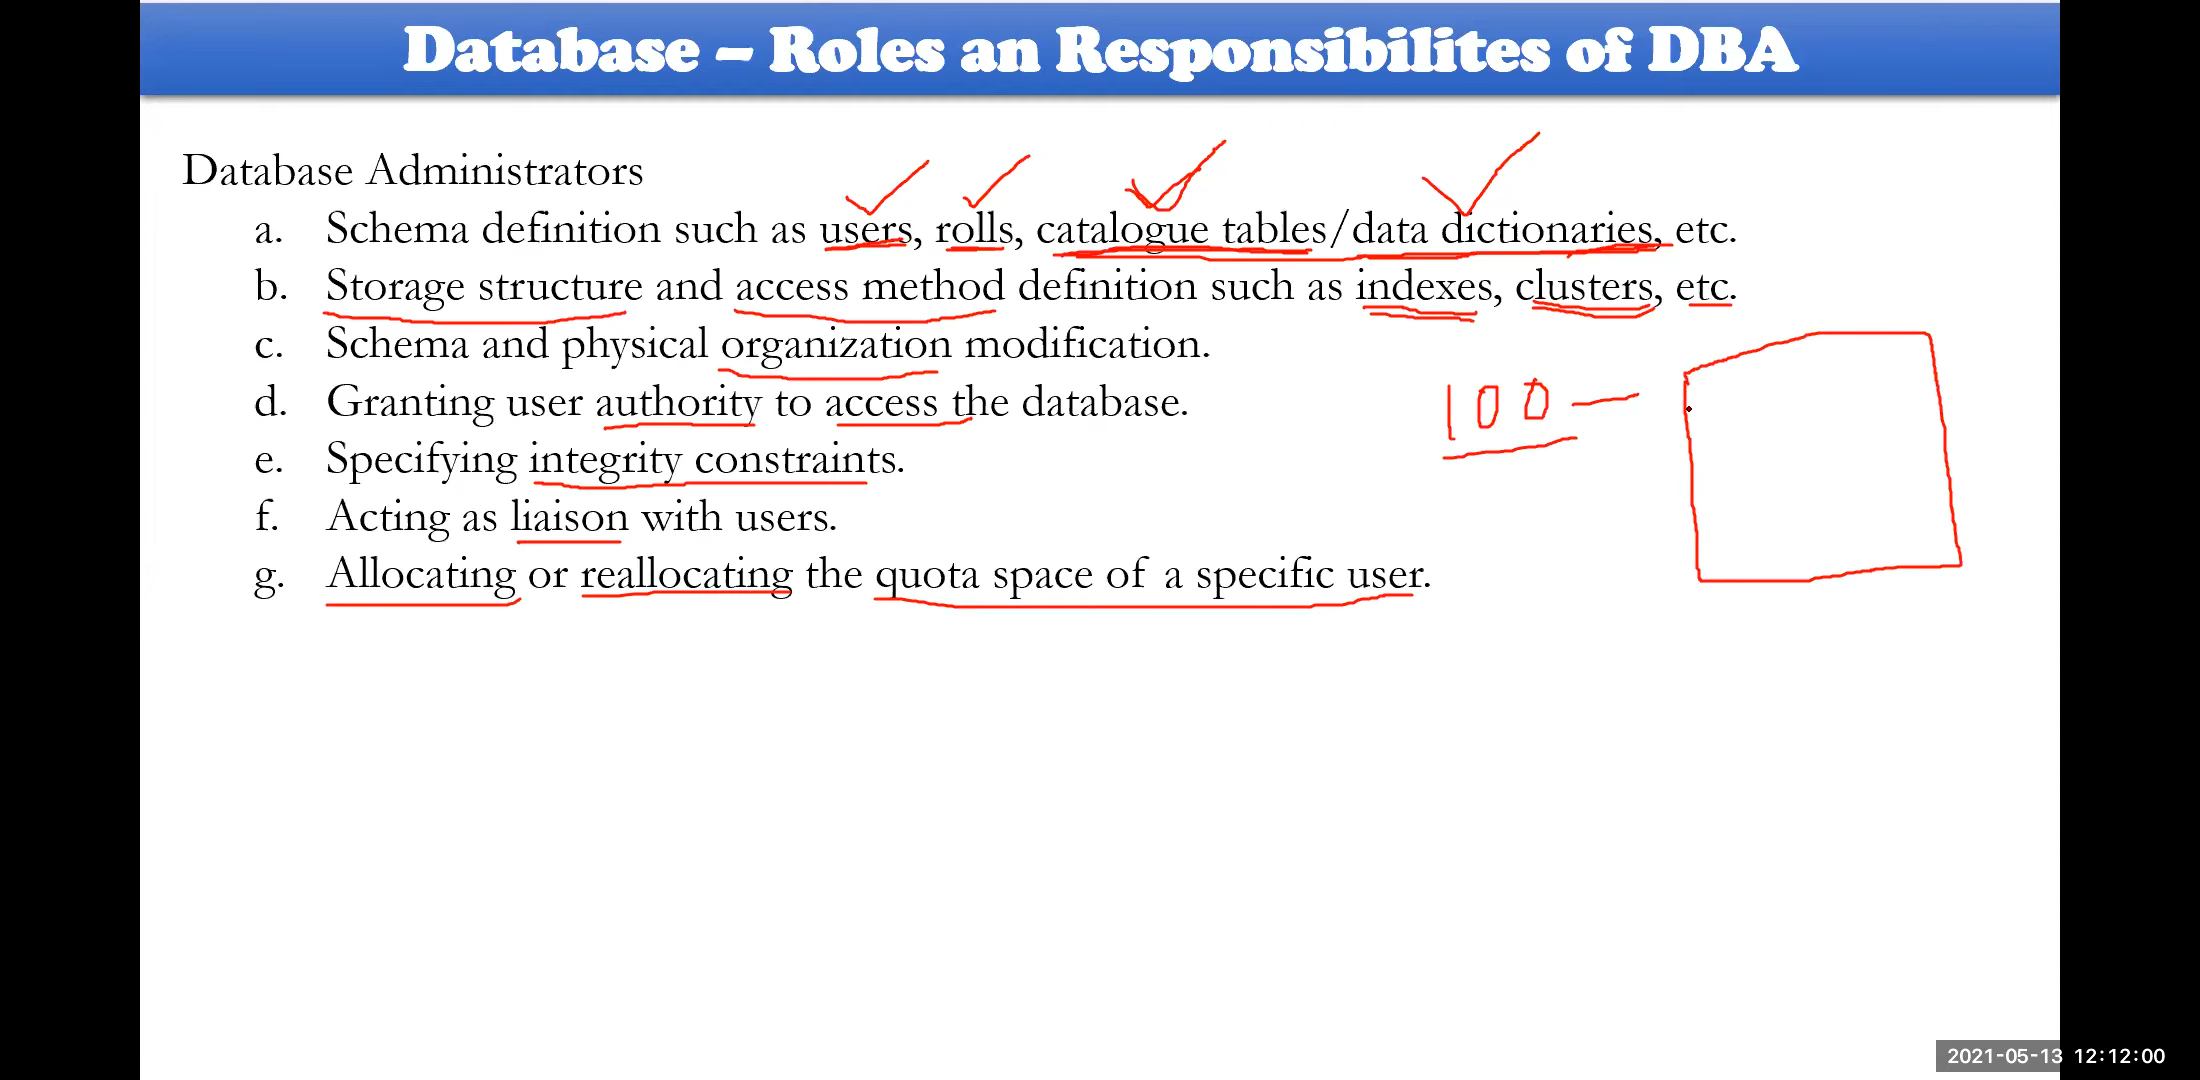 Database – Roles an Responsibilites of DBA
Database Administrators
a. Schema definition such as users, rolls, catalogue tables/data dictionaries, etc.
b. Storage structure and access method definition such as indexes, clusters, etc.
c. Schema and physical organization modification.
d. Granting user authority to access the database.
100 —
e. Specifying integrity constraints.
f. Acting as liaison with users.
g. Allocating or reallocating the quota space of a specific user.
2021-05-13 12:12:00